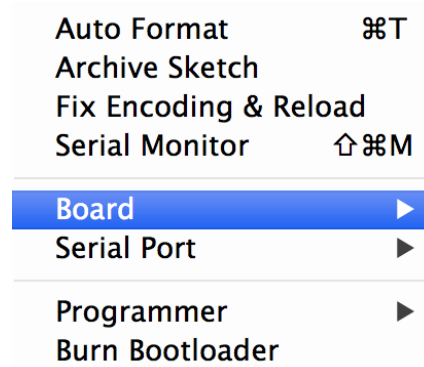 Auto Format ⌘T
Archive Sketch
Fix Encoding & Reload
Serial Monitor ⇧⌘M
Board ▶
Serial Port ▶
Programmer ▶
Burn Bootloader